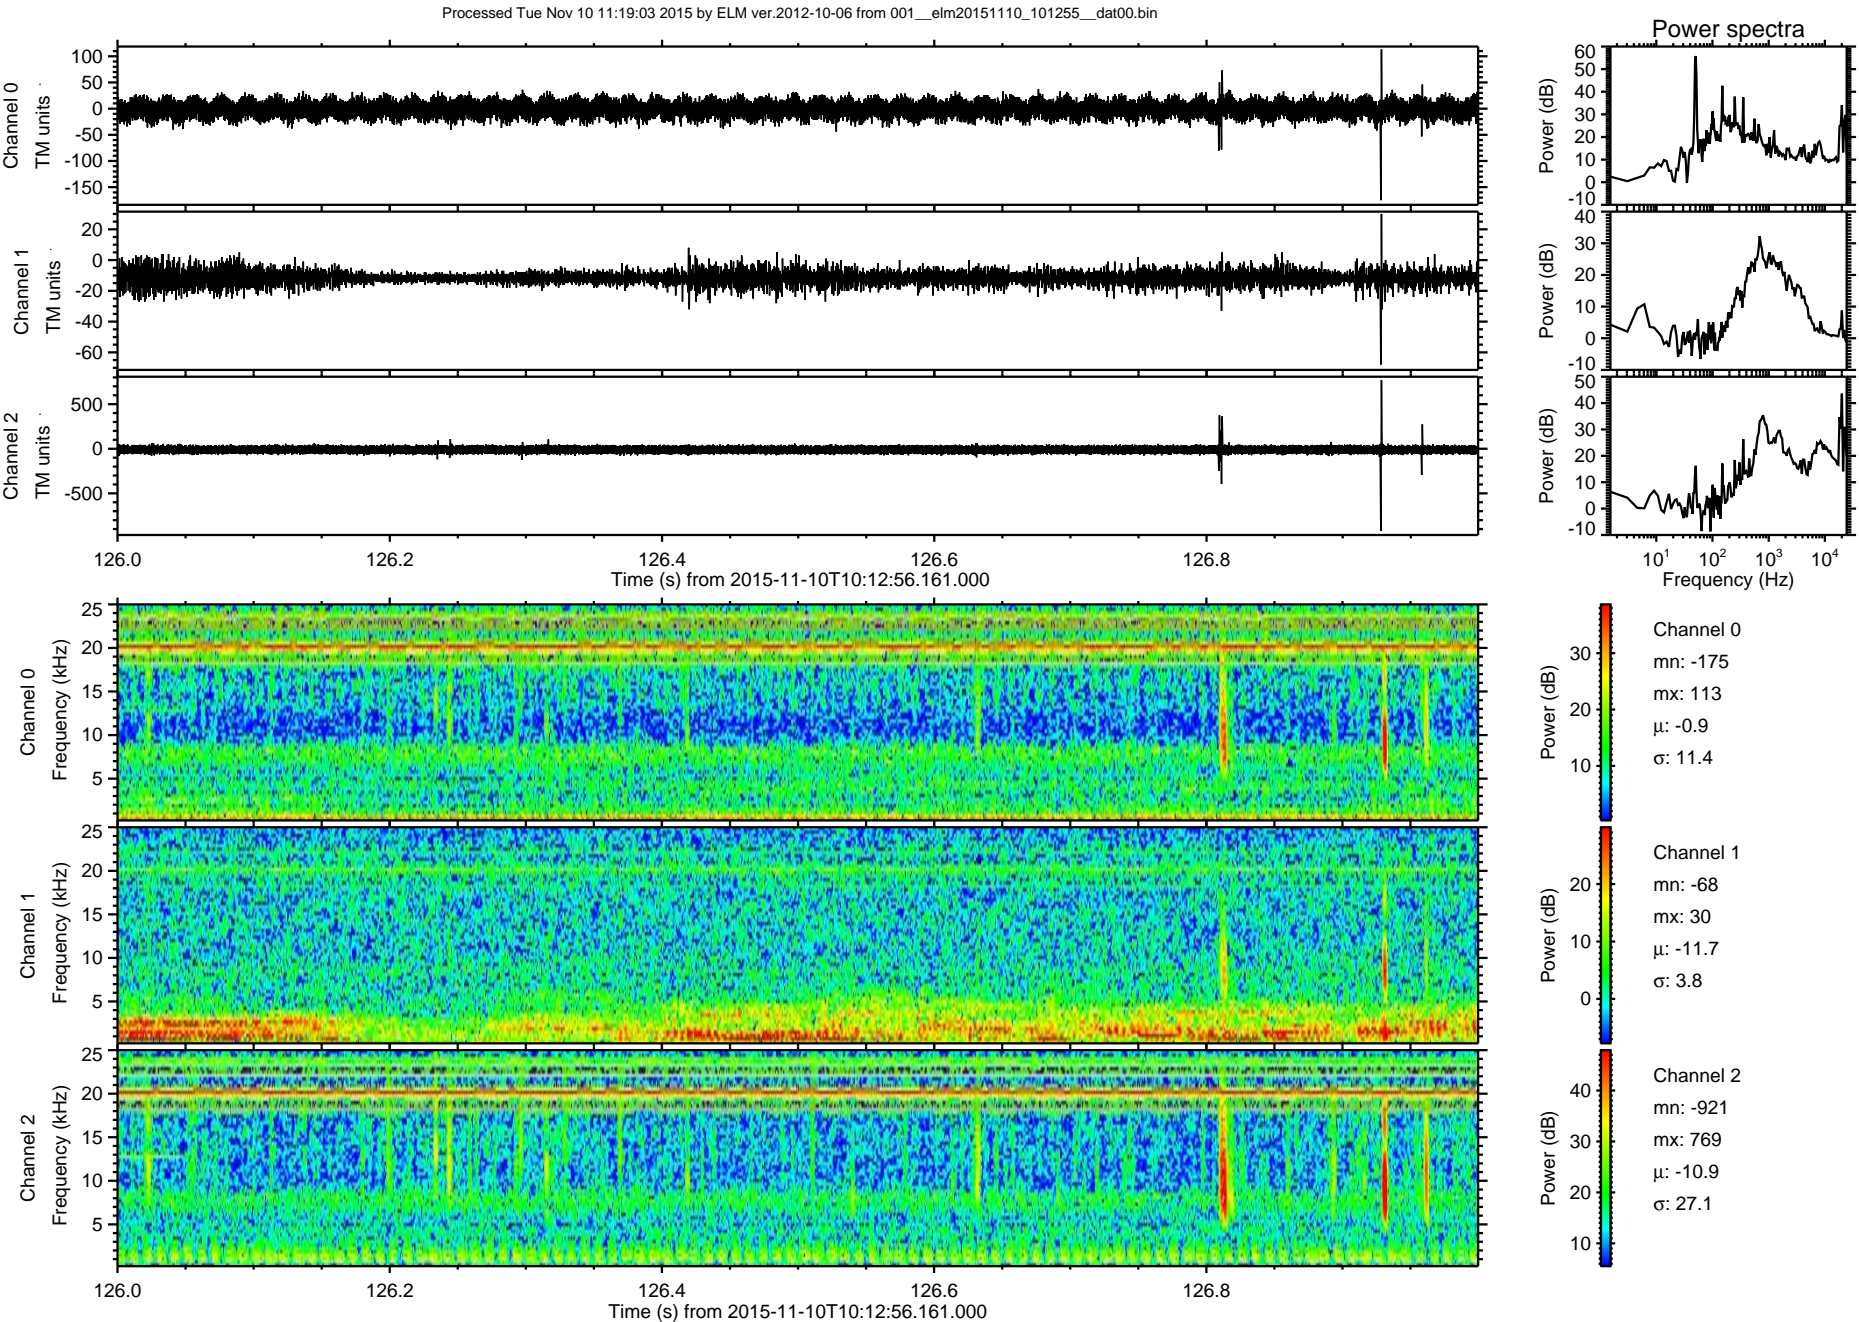 Processed Tue Nov 10 11:19:03 2015 by ELM ver.2012-10-06 from 001__elm20151110_101255__dat00.bin
Power spectra
Channel 0
TM units
100
50
0
-50
-100
-150
Power (dB)
60
50
40
30
20
10
0
-10
Channel 1
TM units
20
0
-20
-40
-60
Power (dB)
40
30
20
10
0
-10
Channel 2
TM units
500
0
-500
Power (dB)
50
40
30
20
10
0
-10
126.0 126.2 126.4 126.6 126.8
Time (s) from 2015-11-10T10:12:56.161.000
10^1 10^2 10^3 10^4
Frequency (Hz)
Channel 0
Frequency (kHz)
25
20
15
10
5
Power (dB)
30
20
10
Channel 0
mn: -175
mx: 113
µ: -0.9
σ: 11.4
Channel 1
Frequency (kHz)
25
20
15
10
5
Power (dB)
20
10
0
Channel 1
mn: -68
mx: 30
µ: -11.7
σ: 3.8
Channel 2
Frequency (kHz)
25
20
15
10
5
Power (dB)
40
30
20
10
Channel 2
mn: -921
mx: 769
µ: -10.9
σ: 27.1
126.0 126.2 126.4 126.6 126.8
Time (s) from 2015-11-10T10:12:56.161.000